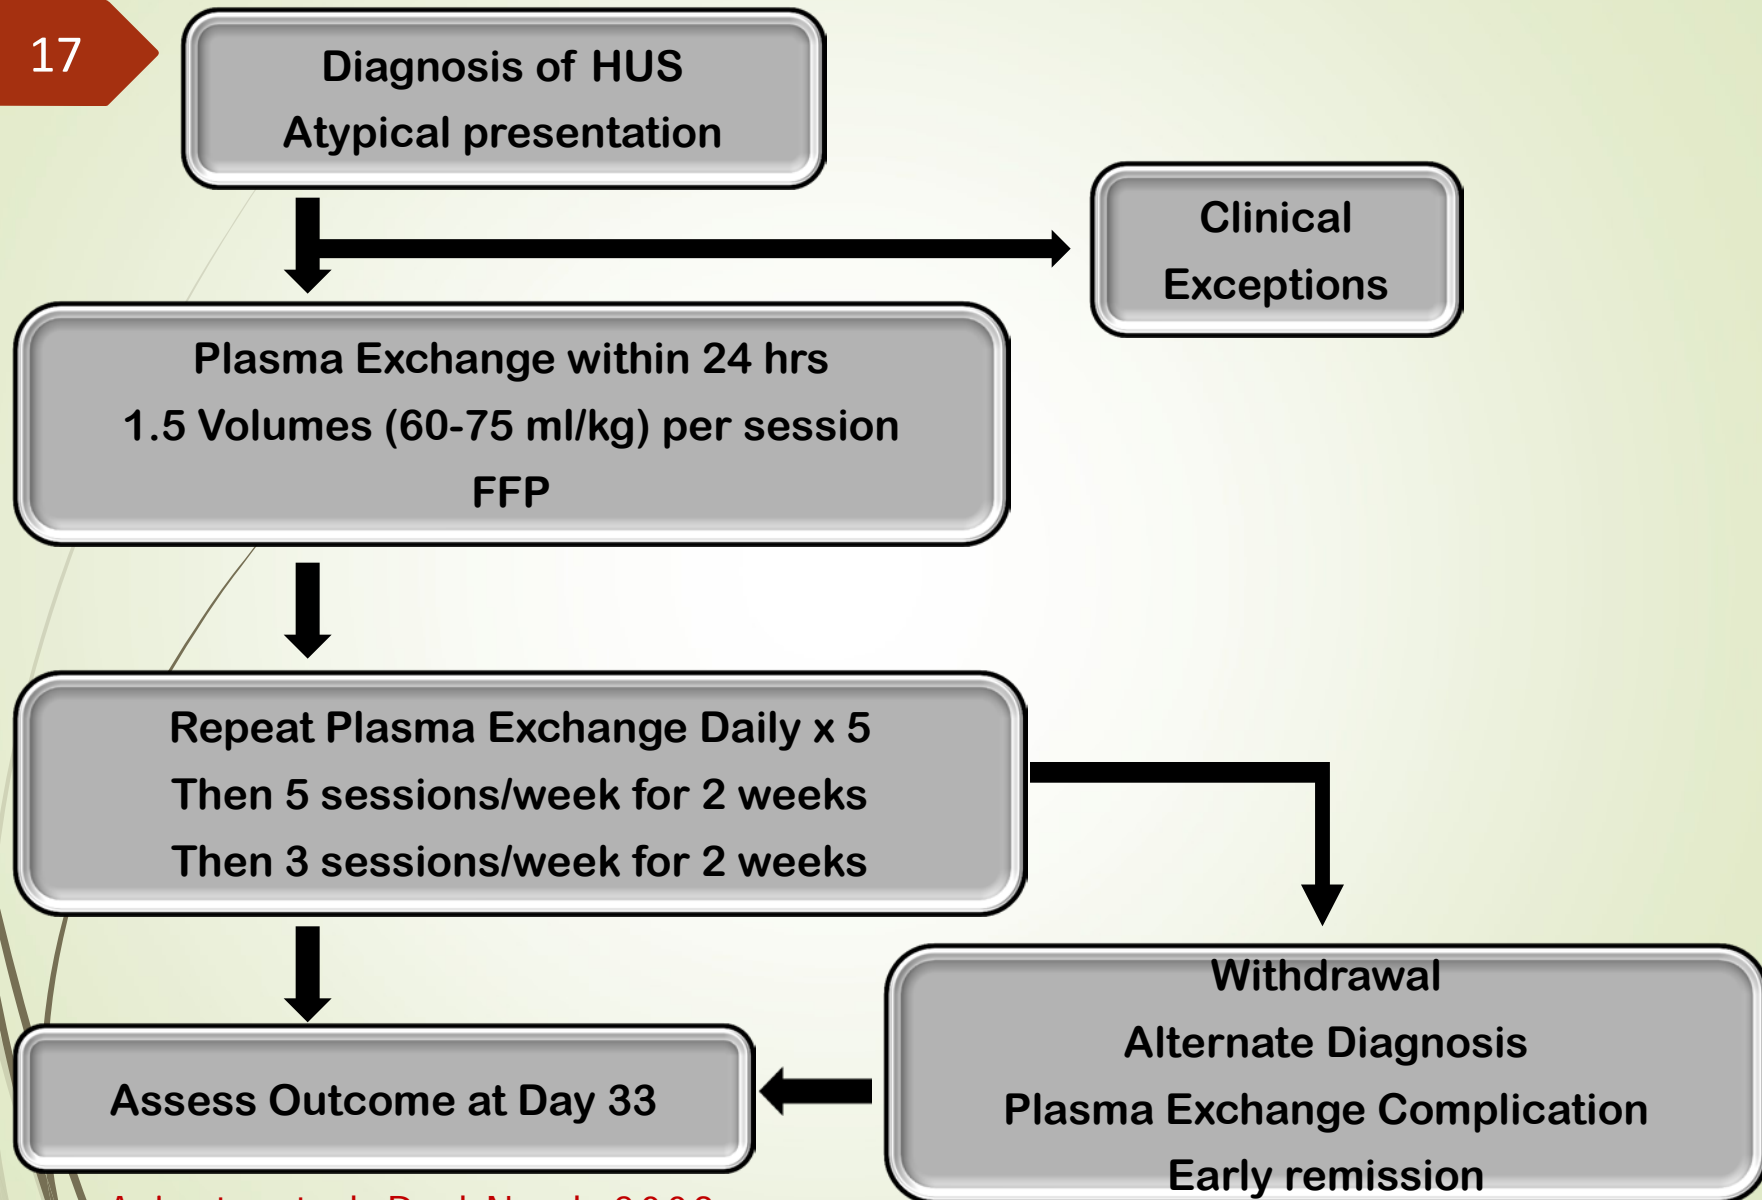 17
Diagnosis of HUS
Atypical presentation
Clinical
Exceptions
Plasma Exchange within 24 hrs
1.5 Volumes (60-75 ml/kg) per session
FFP
Repeat Plasma Exchange Daily x 5
Then 5 sessions/week for 2 weeks
Then 3 sessions/week for 2 weeks
Withdrawal
Alternate Diagnosis
Plasma Exchange Complication
Early remission
Assess Outcome at Day 33